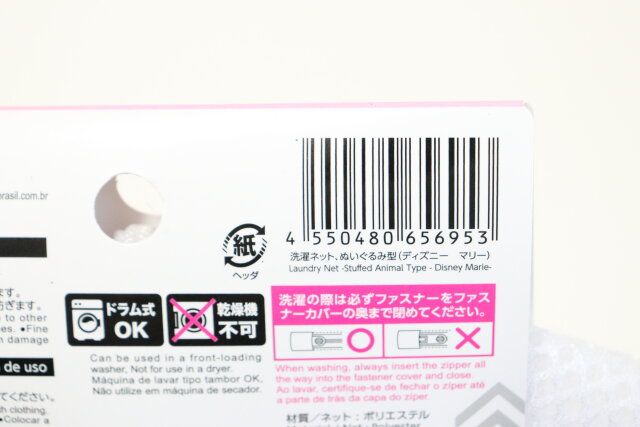 rasil.com.br
4 550480 656953
洗濯ネット、ぬいぐるみ型(ディズニー マリー)
Laundry Net -Stuffed Animal Type - Disney Marie-
紙
ヘッダ
ドラム式
OK
乾燥機
不可
洗濯の際は必ずファスナーをファス
ナーカバーの奥まで閉めてください。
Can be used in a front-loading
washer, Not for use in a dryer.
Máquina de lavar tipo tambor OK,
Não utilize em máquina de secador.
When washing, always insert the zipper all
the way into the fastener cover and close.
Ao lavar, certifique-se de fechar o zíper até
a parte de trás da capa do zíper.
材質/ネット:ポリエステル
ます。
防ぎます。
to other
es. •Fine
n damage
de uso
てください。
h clothing.
•Colocar a